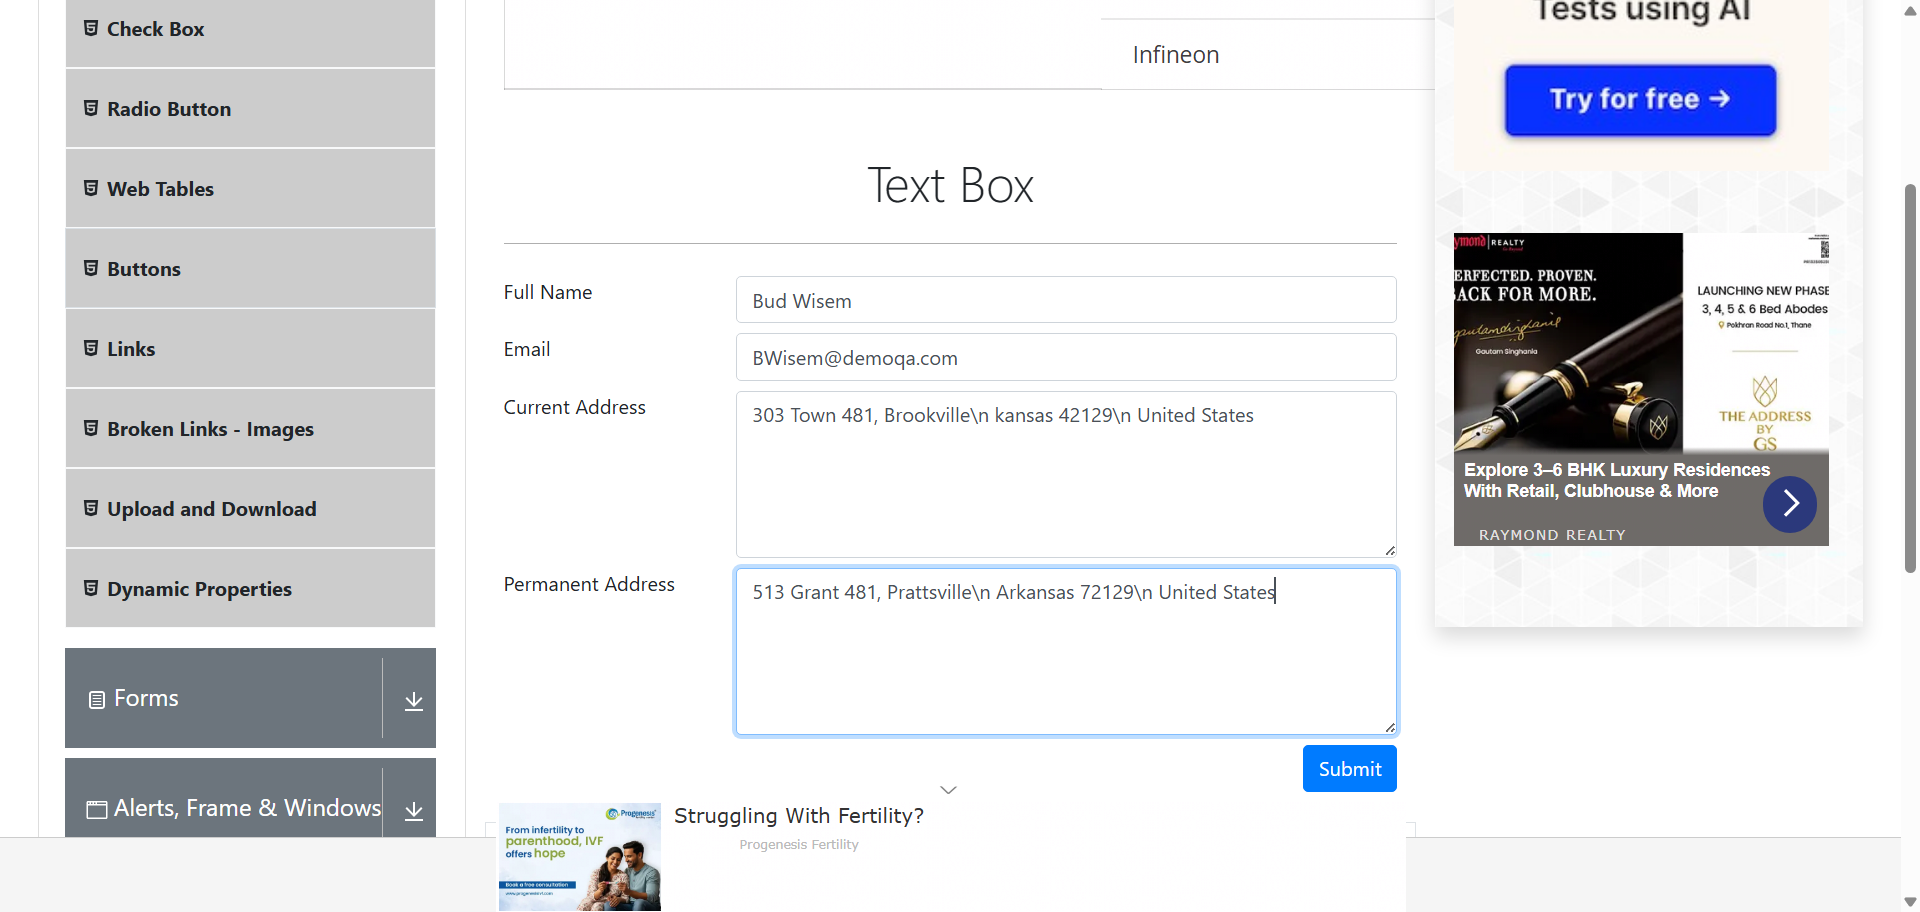 Check Box
Radio Button
Web Tables
Buttons
Links
Broken Links - Images
Upload and Download
Dynamic Properties
Forms
Alerts, Frame & Windows
Infineon
Text Box
Full Name
Bud Wisem
Email
BWisem@demoqa.com
Current Address
303 Town 481, Brookville\n kansas 42129\n United States
Permanent Address
513 Grant 481, Prattsville\n Arkansas 72129\n United States
Submit
Progenesis
From infertility to
parenthood, IVF
offers hope
Book a free consultation
Struggling With Fertility?
Progenesis Fertility
Tests using AI
Try for free →
ymond REALTY
ERFECTED. PROVEN.
ACK FOR MORE.
Gautam Singhania
LAUNCHING NEW PHASE
3, 4, 5 & 6 Bed Abodes
Pokhran Road No.1, Thane
THE ADDRESS
BY
GS
Explore 3–6 BHK Luxury Residences
With Retail, Clubhouse & More
RAYMOND REALTY